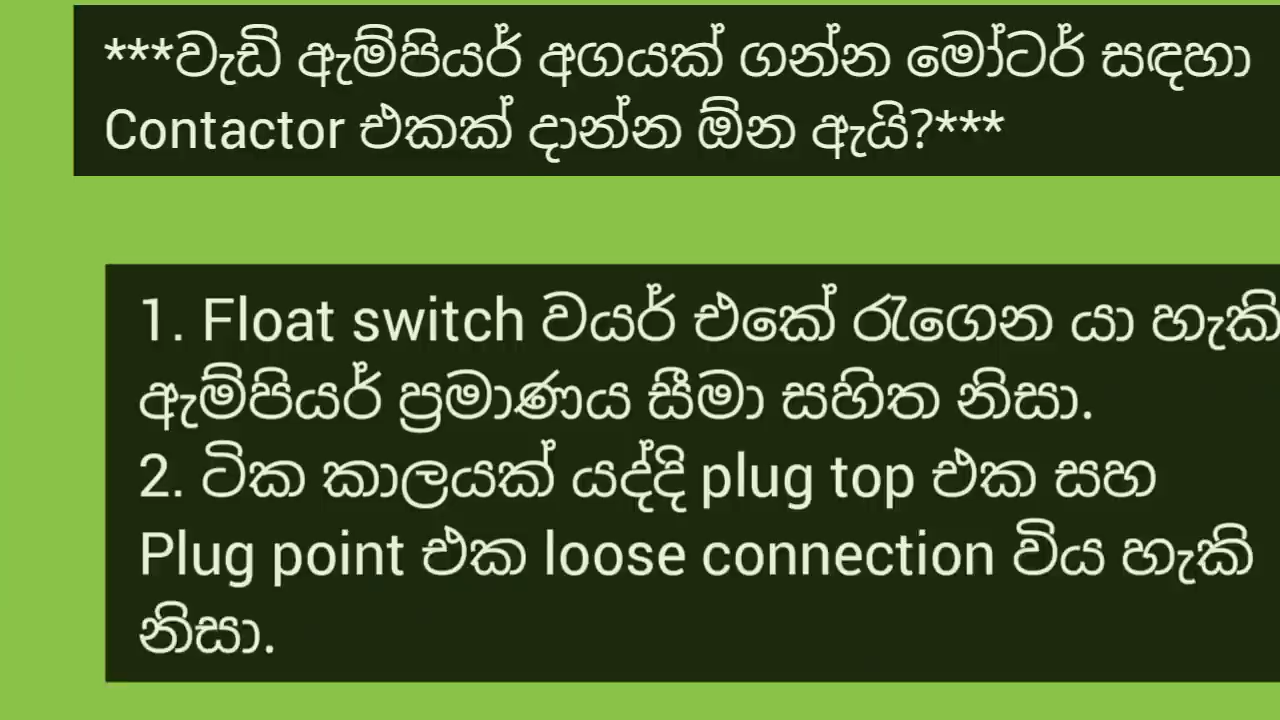 ***වැඩි ඇම්පියර් අගයක් ගන්න මෝටර් සඳහා
Contactor එකක් දාන්න ඕන ඇයි?***
1. Float switch වයර් එකේ රැගෙන යා හැකි
ඇම්පියර් ප්‍රමාණය සීමා සහිත නිසා.
2. ටික කාලයක් යද්දි plug top එක සහ
Plug point එක loose connection විය හැකි
නිසා.